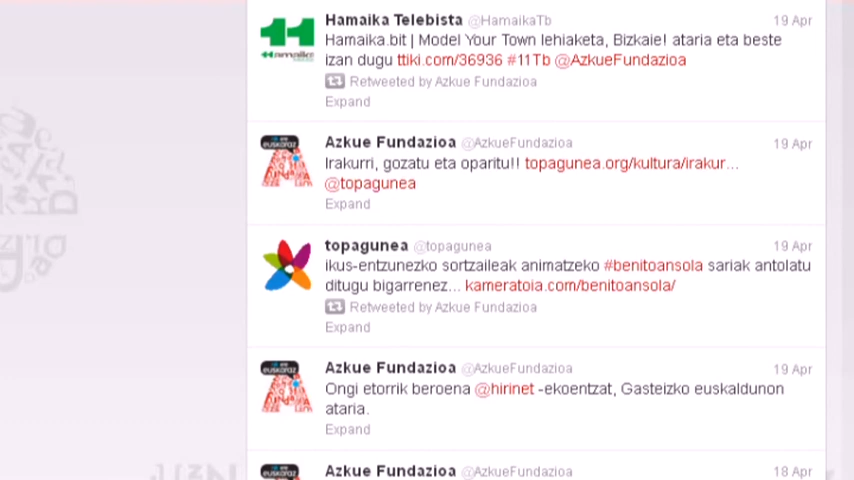 Hamaika Telebista @HamaikaTb 19 Apr
Hamaika.bit | Model Your Town lehiaketa, Bizkaie! ataria eta beste
izan dugu ttiki.com/36936 #11Tb @AzkueFundazioa
Retweeted by Azkue Fundazioa
Expand
Azkue Fundazioa @AzkueFundazioa 19 Apr
Irakurri, gozatu eta oparitu!! topagunea.org/kultura/irakur...
@topagunea
Expand
topagunea @topagunea 19 Apr
ikus-entzunezko sortzaileak animatzeko #benitoansola sariak antolatu
ditugu bigarrenez... kameratoia.com/benitoansola/
Retweeted by Azkue Fundazioa
Expand
Azkue Fundazioa @AzkueFundazioa 19 Apr
Ongi etorrik beroena @hirinet -ekoentzat, Gasteizko euskaldunon
ataria.
Expand
Azkue Fundazioa @AzkueFundazioa 18 Apr